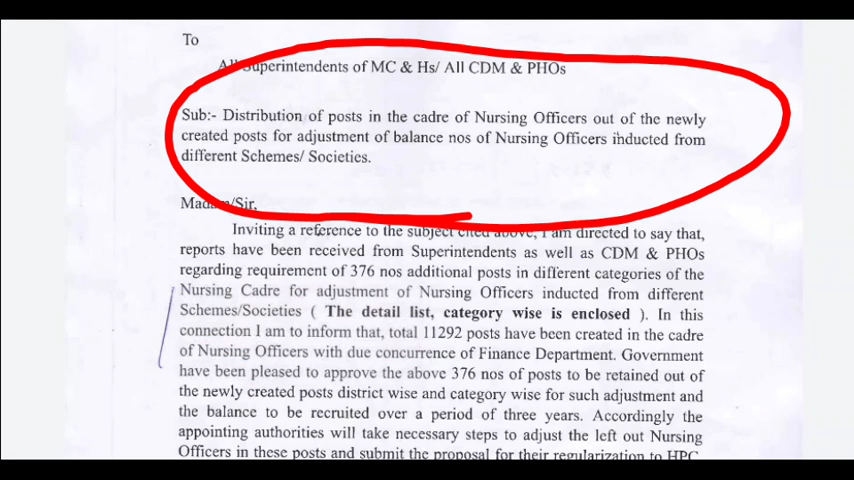 To
All Superintendents of MC & Hs/ All CDM & PHOs
Sub:- Distribution of posts in the cadre of Nursing Officers out of the newly
created posts for adjustment of balance nos of Nursing Officers inducted from
different Schemes/ Societies.
Madam/Sir,
Inviting a reference to the subject cited above, I am directed to say that,
reports have been received from Superintendents as well as CDM & PHOs
regarding requirement of 376 nos additional posts in different categories of the
Nursing Cadre for adjustment of Nursing Officers inducted from different
Schemes/Societies ( The detail list, category wise is enclosed ). In this
connection I am to inform that, total 11292 posts have been created in the cadre
of Nursing Officers with due concurrence of Finance Department. Government
have been pleased to approve the above 376 nos of posts to be retained out of
the newly created posts district wise and category wise for such adjustment and
the balance to be recruited over a period of three years. Accordingly the
appointing authorities will take necessary steps to adjust the left out Nursing
Officers in these posts and submit the proposal for their regularization to HPC